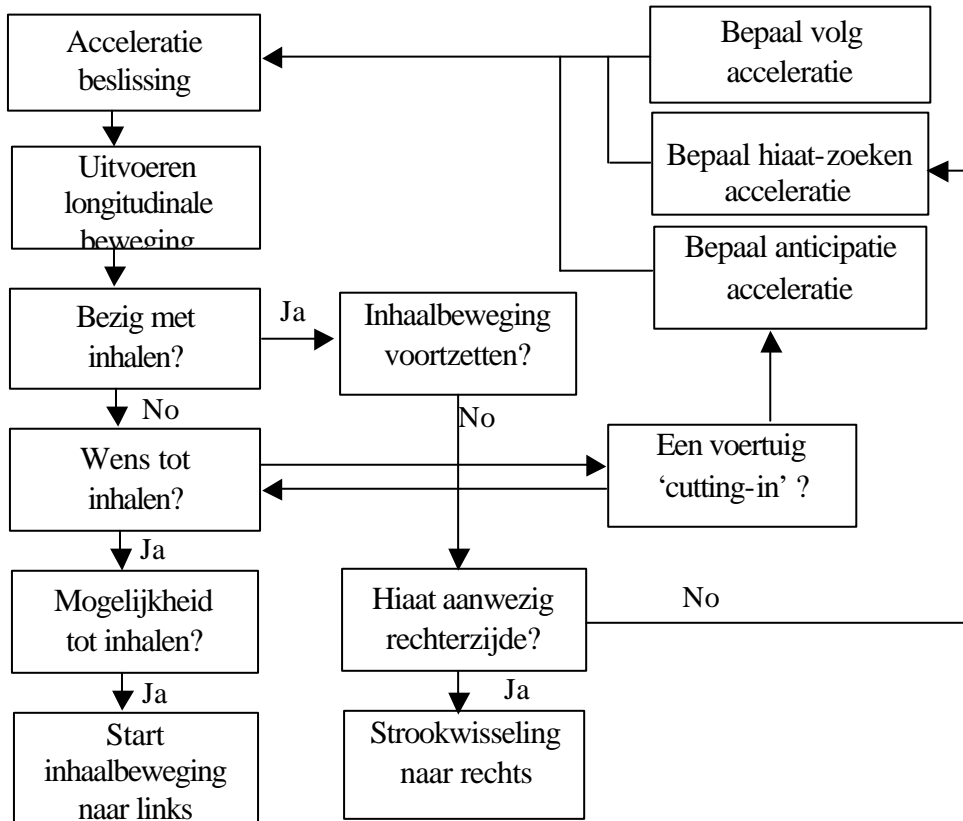 Acceleratie
beslissing
Bepaal volg
acceleratie
Uitvoeren
longitudinale
beweging
Bepaal hiaat-zoeken
acceleratie
Bepaal anticipatie
acceleratie
Bezig met
inhalen?
Ja
Inhaalbeweging
voortzetten?
No
No
Wens tot
inhalen?
Een voertuig
‘cutting-in’ ?
Ja
Mogelijkheid
tot inhalen?
Hiaat aanwezig
rechterzijde?
No
Ja
Ja
Start
inhaalbeweging
naar links
Strookwisseling
naar rechts